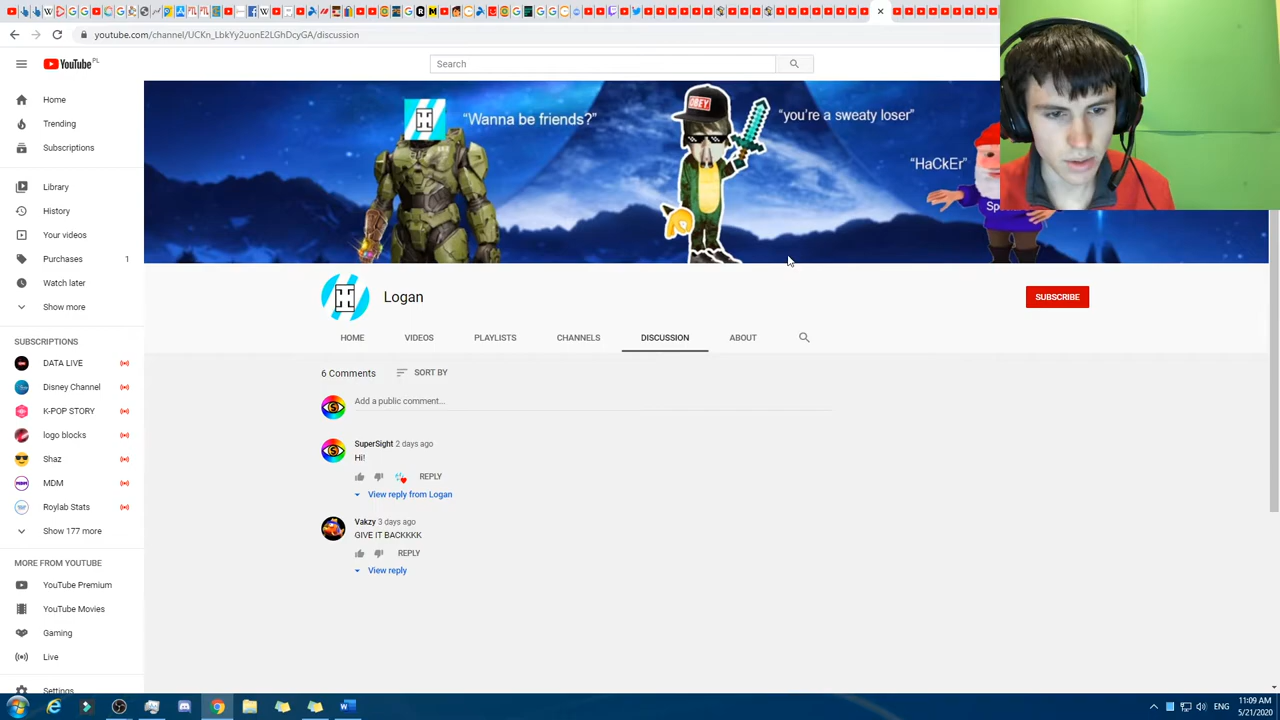 youtube.com/channel/UCKn_LbkYy2uonE2LGhDcyGA/discussion
YouTube PL
Search
Home
Trending
Subscriptions
Library
History
Your videos
Purchases 1
Watch later
Show more
SUBSCRIPTIONS
DATA LIVE
Disney Channel
K-POP STORY
logo blocks
Shaz
MDM
Roylab Stats
Show 177 more
MORE FROM YOUTUBE
YouTube Premium
YouTube Movies
Gaming
Live
Settings
OBEY
"Wanna be friends?"
"you're a sweaty loser"
"HaCkEr"
Logan
SUBSCRIBE
HOME VIDEOS PLAYLISTS CHANNELS DISCUSSION ABOUT
6 Comments SORT BY
Add a public comment...
SuperSight 2 days ago
Hi!
REPLY
View reply from Logan
Vakzy 3 days ago
GIVE IT BACKKKK
REPLY
View reply
ENG
11:09 AM
5/21/2020